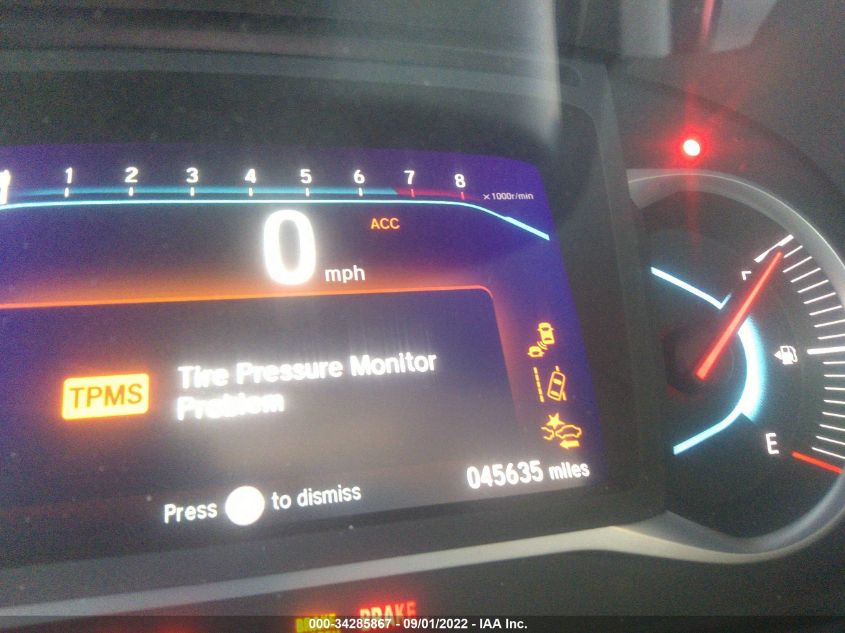 1 2 3 4 5 6 7 8
×1000r/min
0 mph
ACC
F
TPMS
Tire Pressure Monitor
Problem
E
045635 miles
Press to dismiss
BRAKE BRAKE
000-34285867 - 09/01/2022 - IAA Inc.